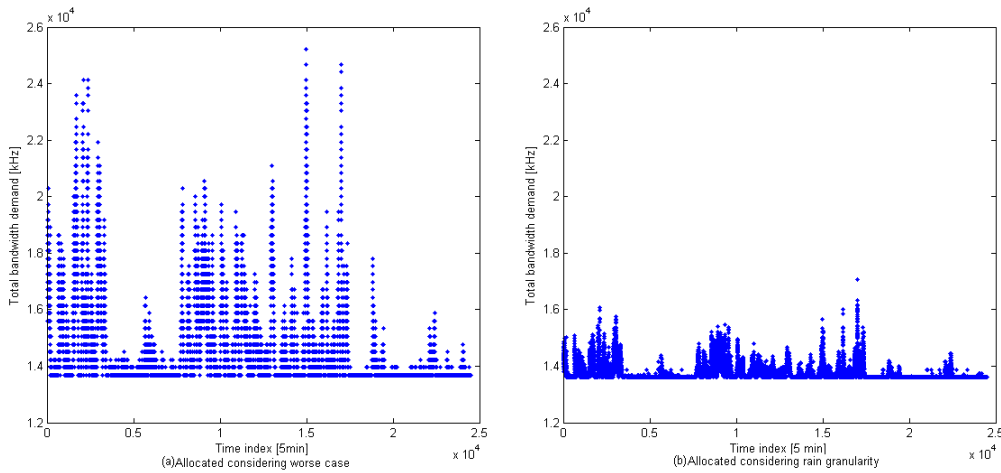 x 10^4
2.6
2.4
2.2
2
1.8
1.6
1.4
1.2
Total bandwidth demand [kHz]
0 0.5 1 1.5 2 2.5
x 10^4
Time index [5min]
(a)Allocated considering worse case
x 10^4
2.6
2.4
2.2
2
1.8
1.6
1.4
1.2
Total bandwidth demand [kHz]
0 0.5 1 1.5 2 2.5
x 10^4
Time index [5 min]
(b)Allocated considering rain granularity